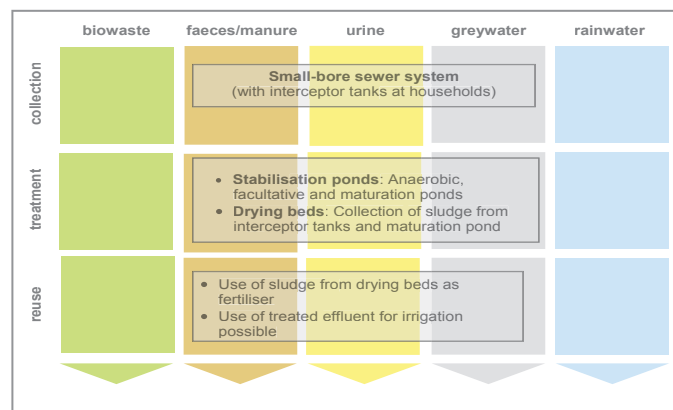 biowaste faeces/manure urine greywater rainwater
collection
Small-bore sewer system
(with interceptor tanks at households)
treatment
• Stabilisation ponds: Anaerobic,
facultative and maturation ponds
• Drying beds: Collection of sludge from
interceptor tanks and maturation pond
reuse
• Use of sludge from drying beds as
fertiliser
• Use of treated effluent for irrigation
possible